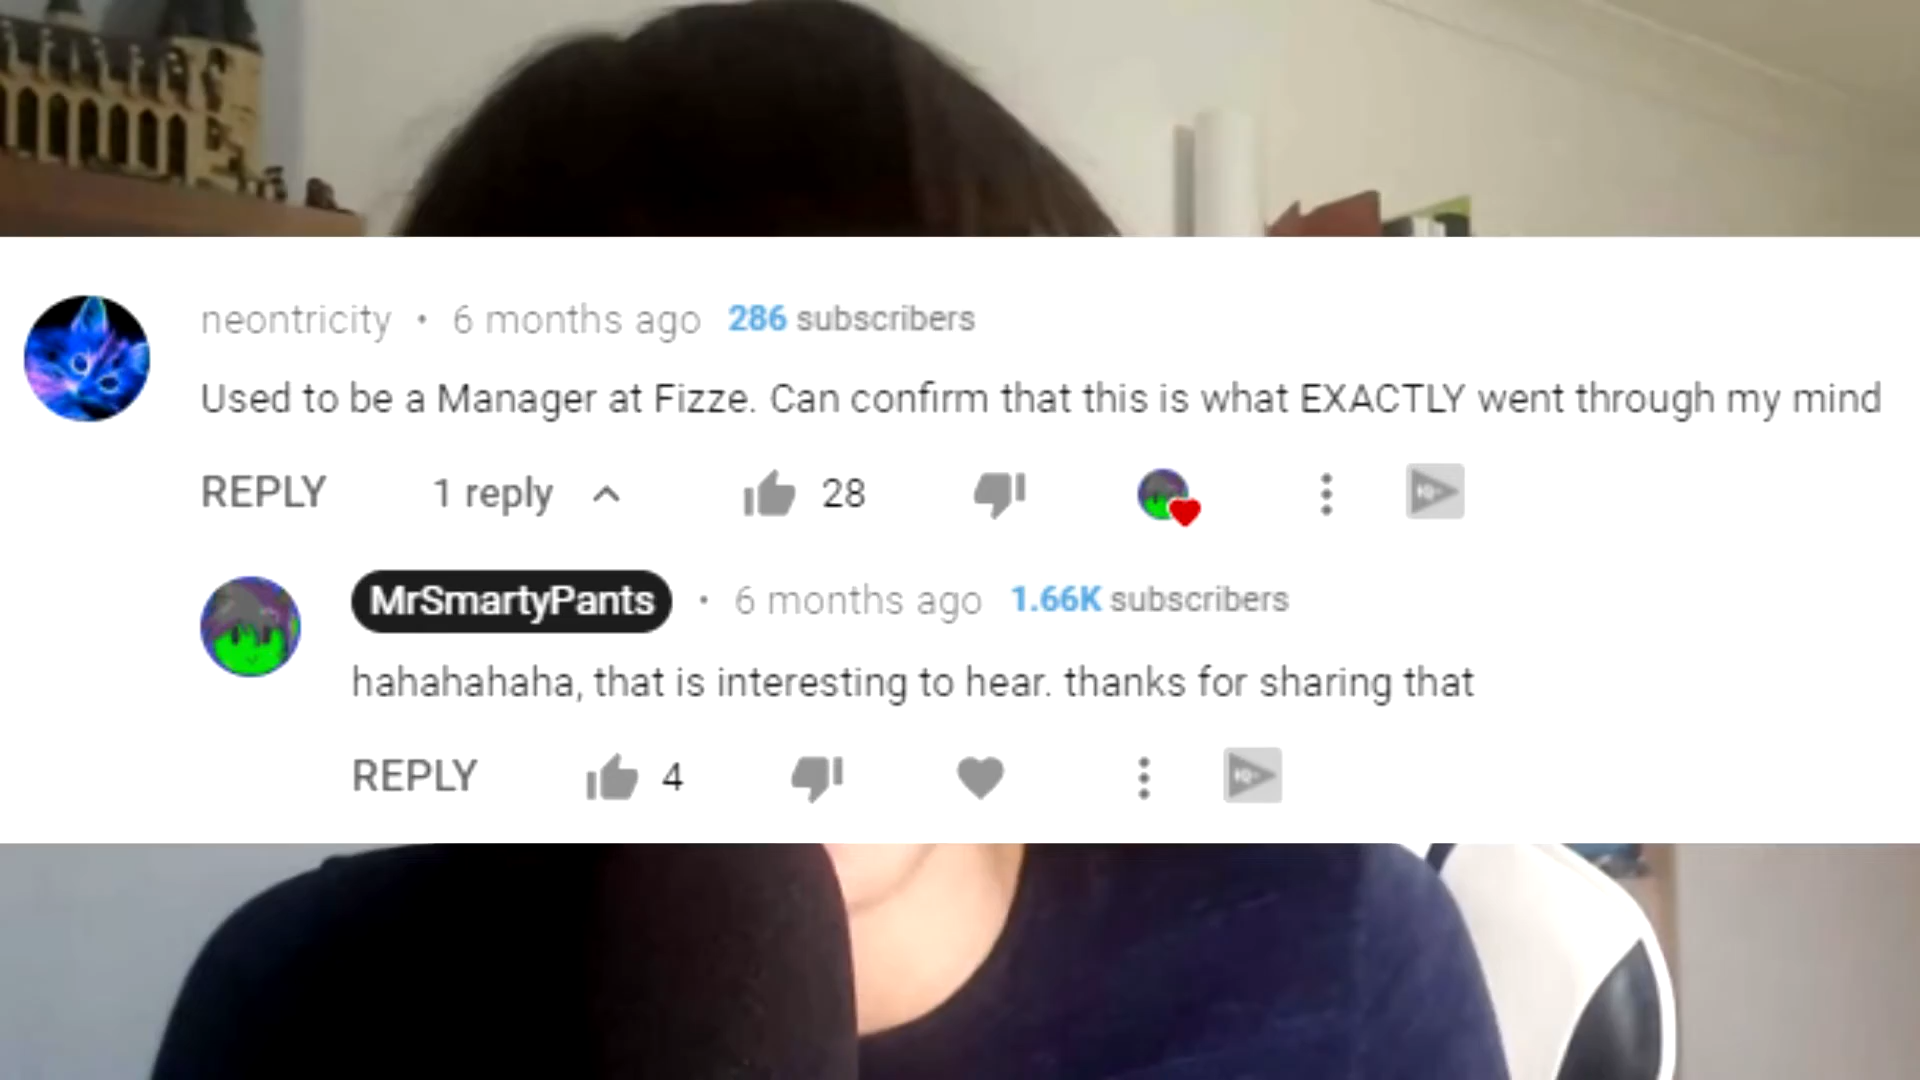 neontricity • 6 months ago 286 subscribers
Used to be a Manager at Fizze. Can confirm that this is what EXACTLY went through my mind
REPLY 1 reply 28
MrSmartyPants • 6 months ago 1.66K subscribers
hahahahaha, that is interesting to hear. thanks for sharing that
REPLY 4